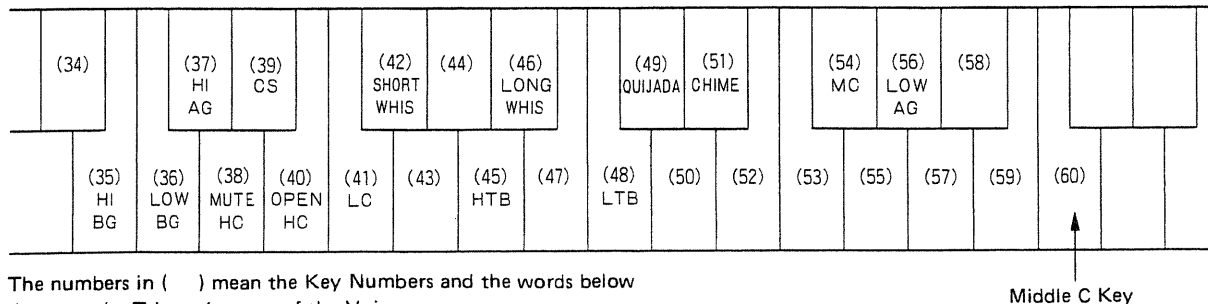 (34) (37) (39) (42) (44) (46) (49) (51) (54) (56) (58)
HI CS SHORT LONG QUIJADA CHIME MC LOW
AG WHIS WHIS AG
(35) (36) (38) (40) (41) (43) (45) (47) (48) (50) (52) (53) (55) (57) (59) (60)
HI LOW MUTE OPEN LC HTB LTB
BG BG HC HC
The numbers in ( ) mean the Key Numbers and the words below
Middle C Key